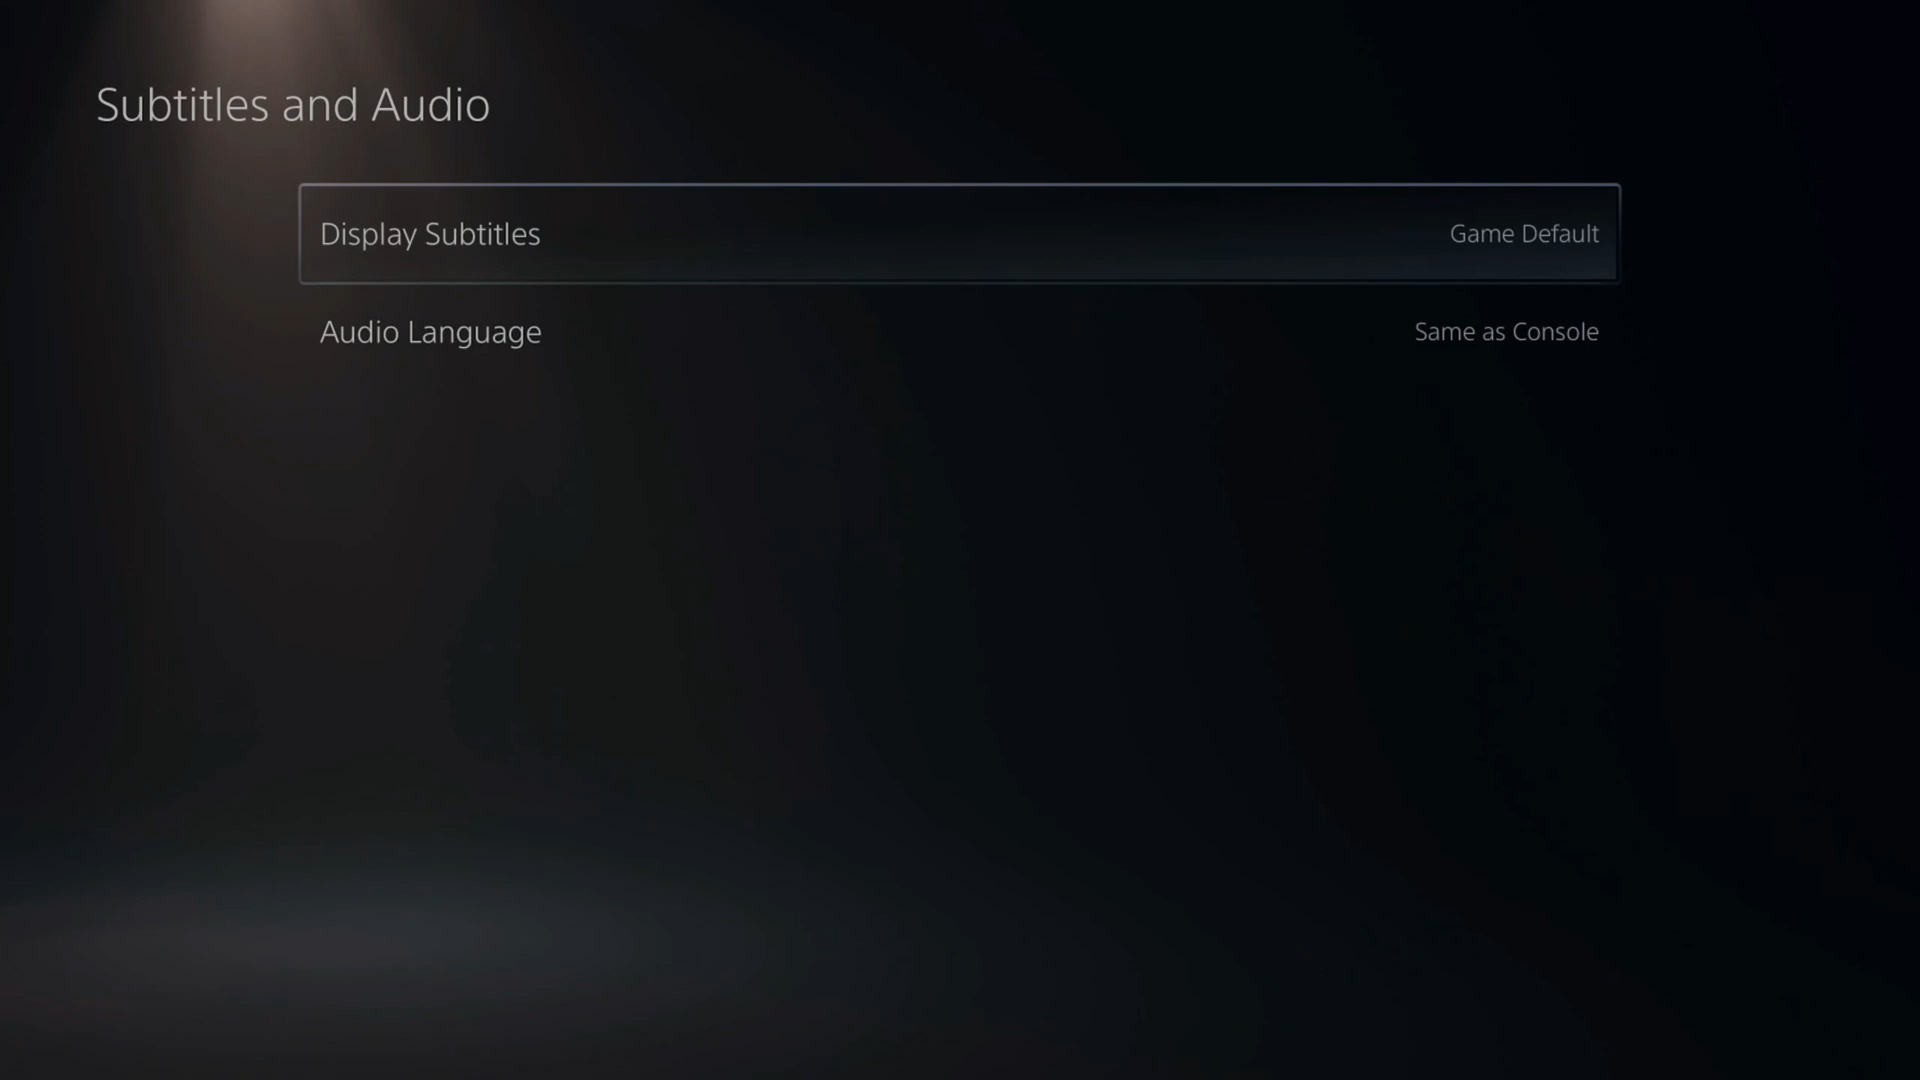 Subtitles and Audio
Display Subtitles Game Default
Audio Language Same as Console